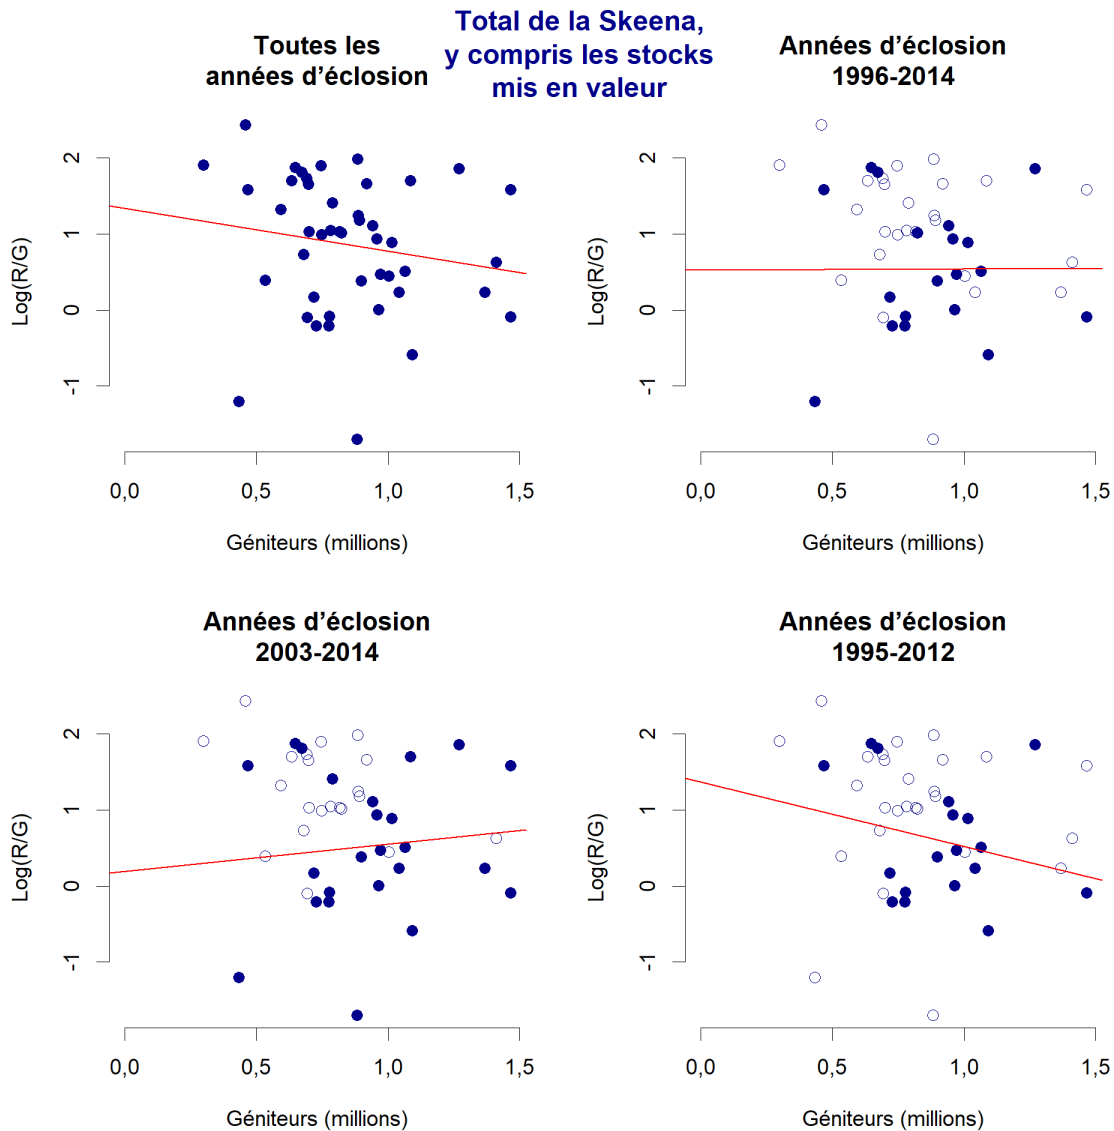 Total de la Skeena,
y compris les stocks
mis en valeur
Toutes les
années d’éclosion
Log(R/G)
2
1
0
-1
0,0 0,5 1,0 1,5
Géniteurs (millions)
Années d’éclosion
1996-2014
Log(R/G)
2
1
0
-1
0,0 0,5 1,0 1,5
Géniteurs (millions)
Années d’éclosion
2003-2014
Log(R/G)
2
1
0
-1
0,0 0,5 1,0 1,5
Géniteurs (millions)
Années d’éclosion
1995-2012
Log(R/G)
2
1
0
-1
0,0 0,5 1,0 1,5
Géniteurs (millions)